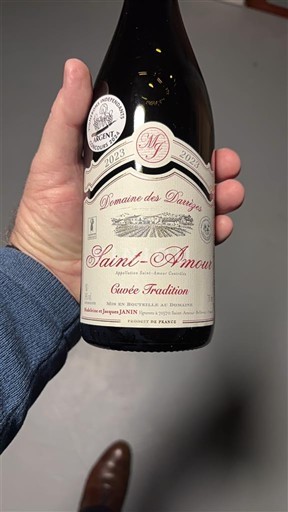 INDEPENDANTS
ARGENT
MJ
2023 2023
Domaine des Darrèzes
Saint-Amour
Appellation Saint-Amour Contrôlée
Cuvée Tradition
MIS EN BOUTEILLE AU DOMAINE
Madeleine et Jacques JANIN
PRODUIT DE FRANCE